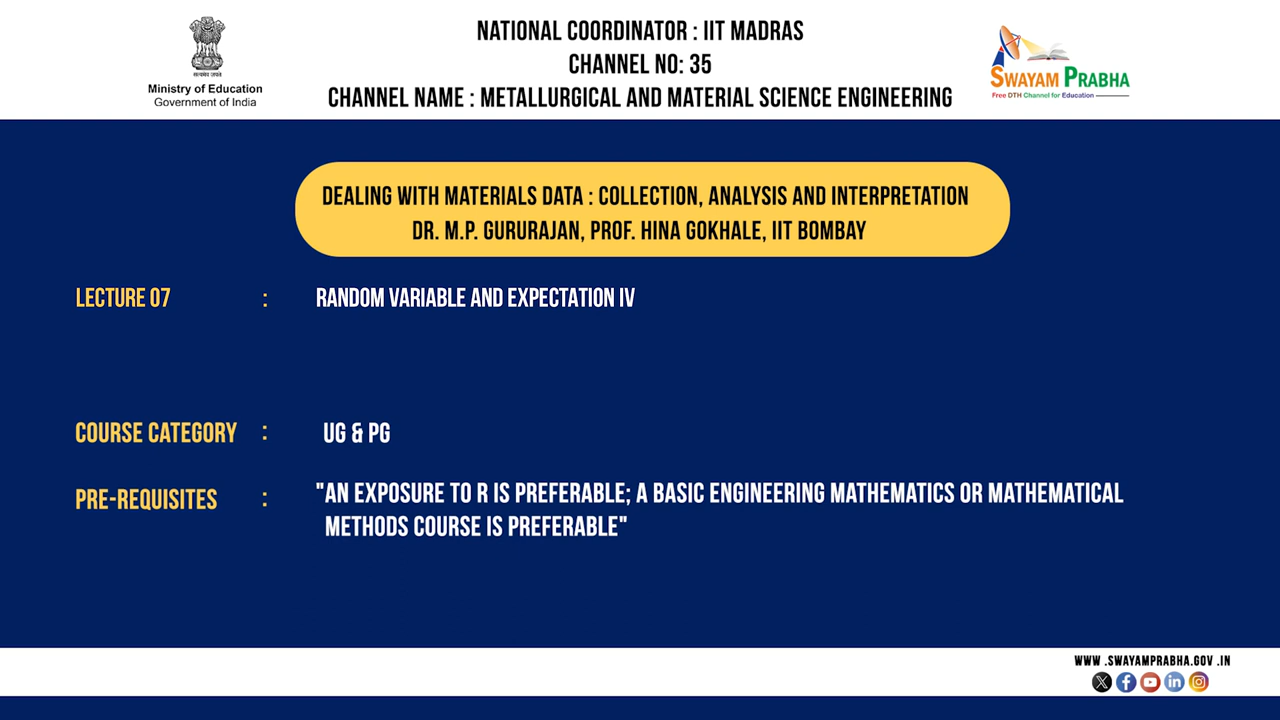 NATIONAL COORDINATOR : IIT MADRAS
CHANNEL NO: 35
CHANNEL NAME : METALLURGICAL AND MATERIAL SCIENCE ENGINEERING
सत्यमेव जयते
Ministry of Education
Government of India
SWAYAM PRABHA
Free DTH Channel for Education
DEALING WITH MATERIALS DATA : COLLECTION, ANALYSIS AND INTERPRETATION
DR. M.P. GURURAJAN, PROF. HINA GOKHALE, IIT BOMBAY
LECTURE 07 : RANDOM VARIABLE AND EXPECTATION IV
COURSE CATEGORY : UG & PG
PRE-REQUISITES : "AN EXPOSURE TO R IS PREFERABLE; A BASIC ENGINEERING MATHEMATICS OR MATHEMATICAL
METHODS COURSE IS PREFERABLE"
WWW .SWAYAMPRABHA.GOV .IN